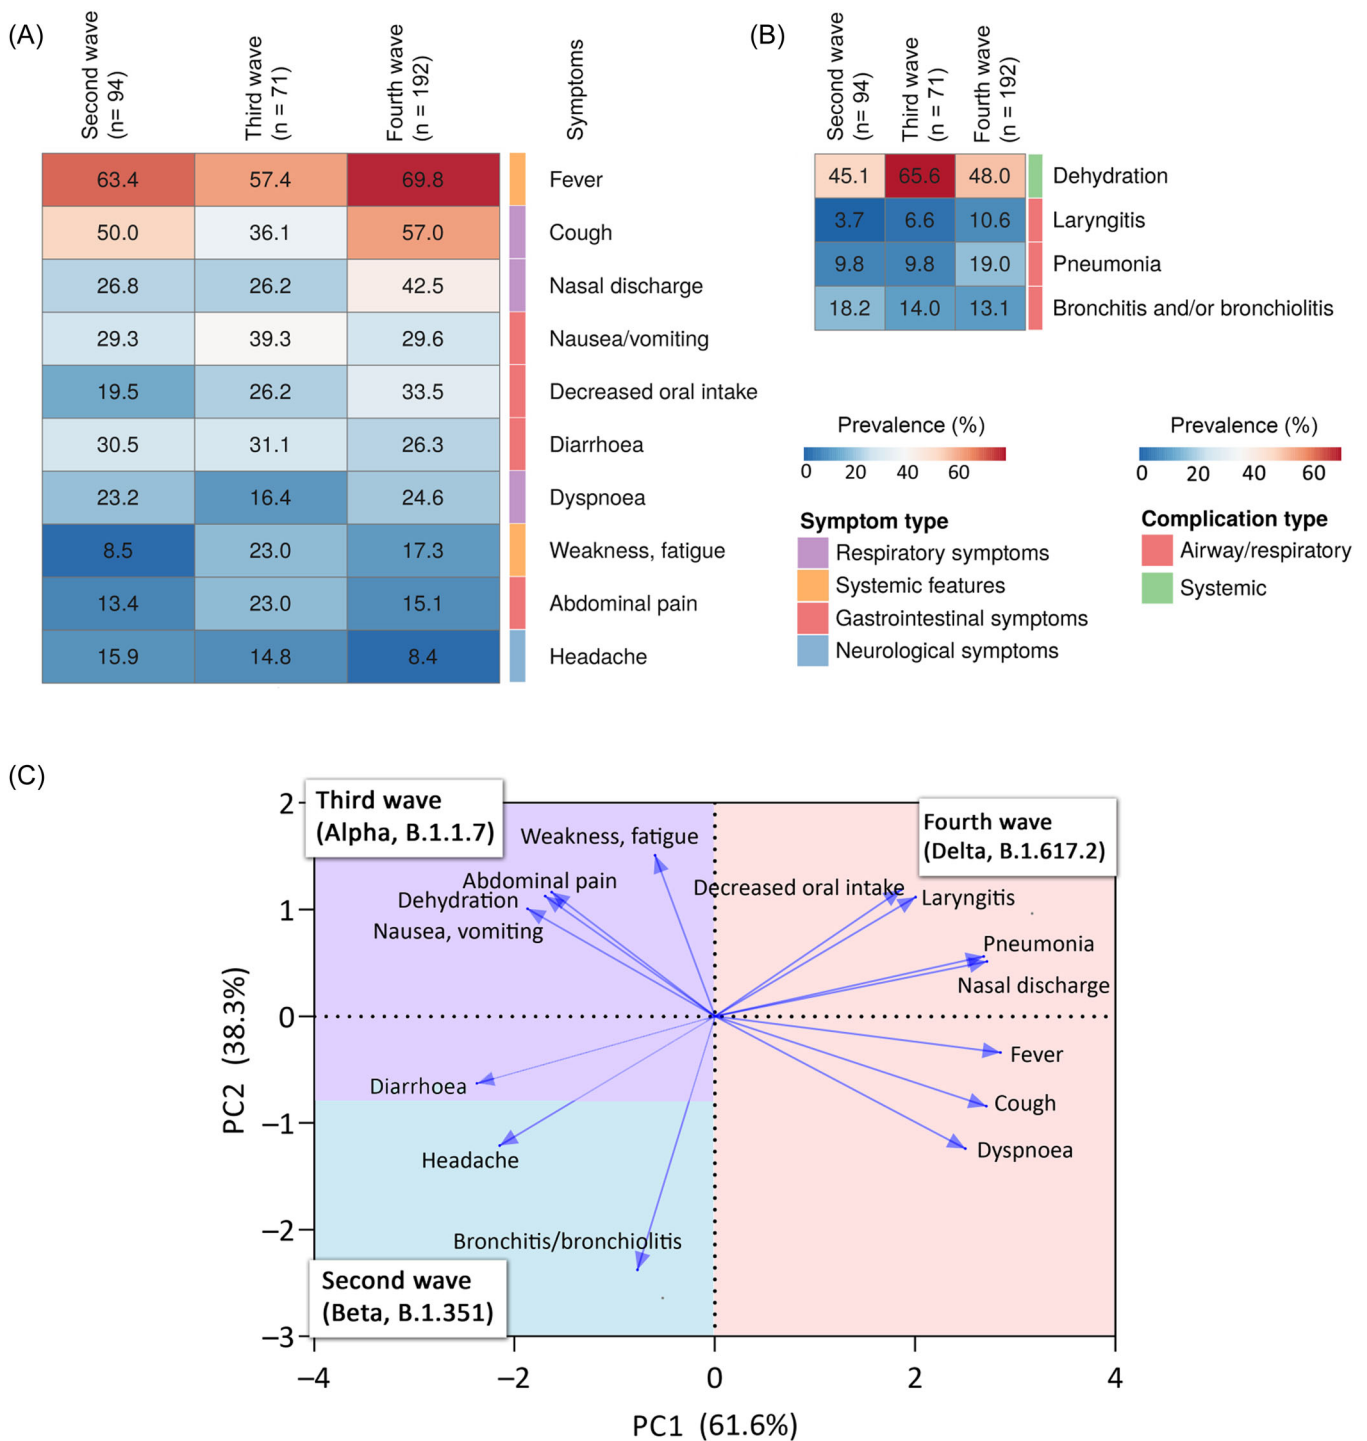 (A)
Second wave
(n= 94)
Third wave
(n = 71)
Fourth wave
(n = 192)
Symptoms
63.4 57.4 69.8 Fever
50.0 36.1 57.0 Cough
26.8 26.2 42.5 Nasal discharge
29.3 39.3 29.6 Nausea/vomiting
19.5 26.2 33.5 Decreased oral intake
30.5 31.1 26.3 Diarrhoea
23.2 16.4 24.6 Dyspnoea
8.5 23.0 17.3 Weakness, fatigue
13.4 23.0 15.1 Abdominal pain
15.9 14.8 8.4 Headache
(B)
Second wave
(n= 94)
Third wave
(n = 71)
Fourth wave
(n = 192)
45.1 65.6 48.0 Dehydration
3.7 6.6 10.6 Laryngitis
9.8 9.8 19.0 Pneumonia
18.2 14.0 13.1 Bronchitis and/or bronchiolitis
Prevalence (%)
0 20 40 60
Symptom type
Respiratory symptoms
Systemic features
Gastrointestinal symptoms
Neurological symptoms
Prevalence (%)
0 20 40 60
Complication type
Airway/respiratory
Systemic
(C)
Third wave
(Alpha, B.1.1.7)
Fourth wave
(Delta, B.1.617.2)
Weakness, fatigue
Abdominal pain
Dehydration
Nausea, vomiting
Decreased oral intake
Laryngitis
Pneumonia
Nasal discharge
Fever
Cough
Dyspnoea
Diarrhoea
Headache
Bronchitis/bronchiolitis
Second wave
(Beta, B.1.351)
2
1
0
−1
−2
−3
PC2 (38.3%)
−4 −2 0 2 4
PC1 (61.6%)